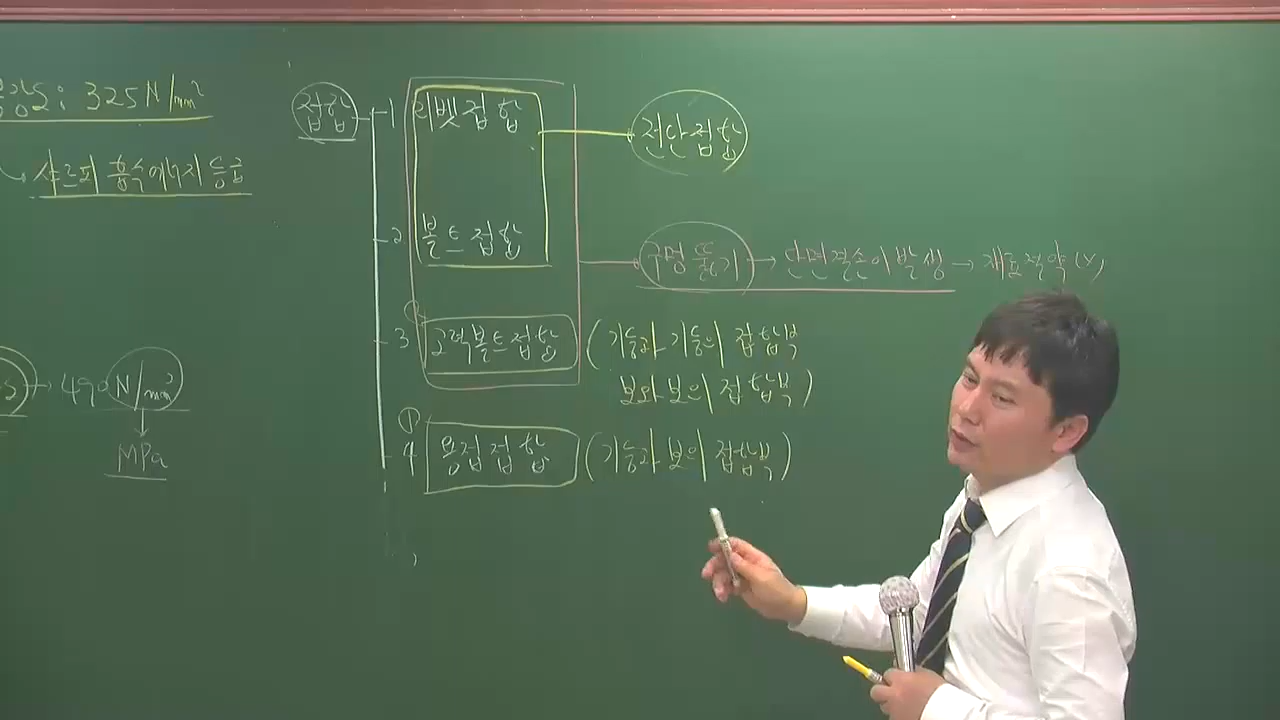 강도: 325N/mm²
샤르피 흡수에너지 등급
490 N/mm²
MPa
접합
1 리벳접합
전단접합
2 볼트접합
구멍뚫기 → 단면결손이 발생 → 재료절약(X)
3 고력볼트접합 (기둥과 기둥의 접합부
보와 보의 접합부)
①
4 용접접합 (기둥과 보의 접합부)